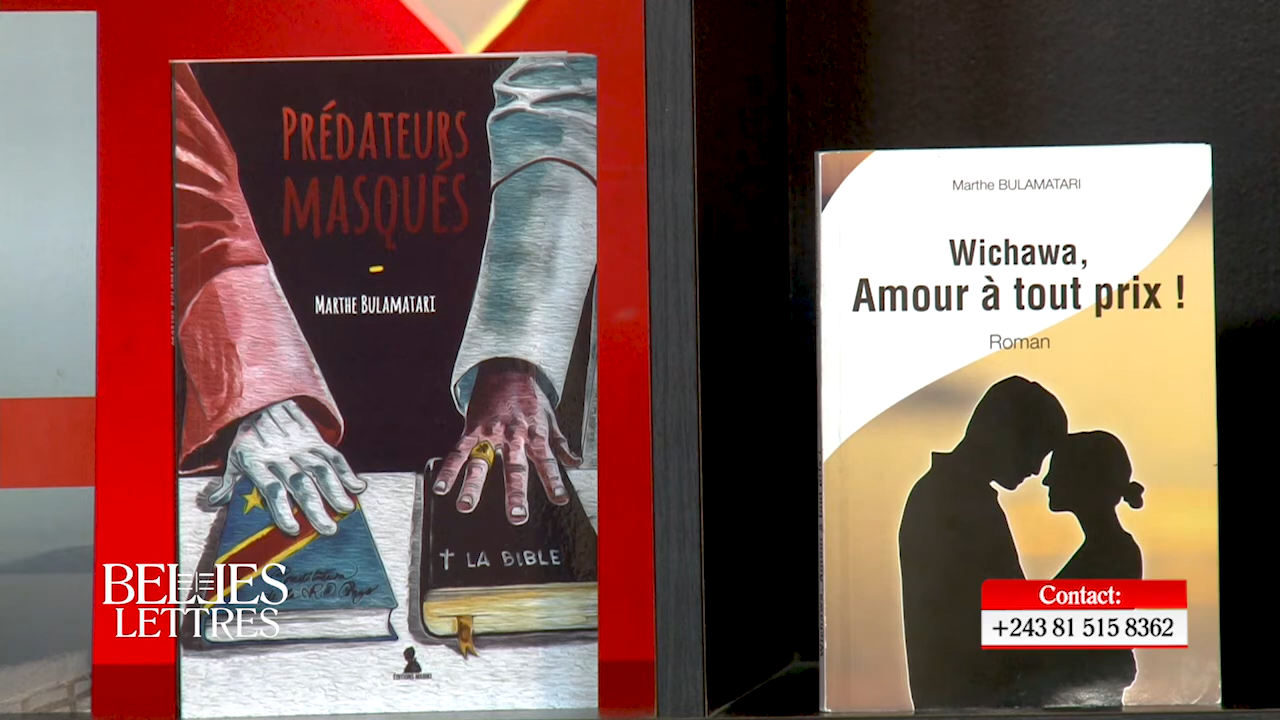 PRÉDATEURS
MASQUÉS
MARTHE BULAMATARI
† LA BIBLE
Marthe BULAMATARI
Wichawa,
Amour à tout prix !
Roman
BELLES
LETTRES
Contact:
+243 81 515 8362